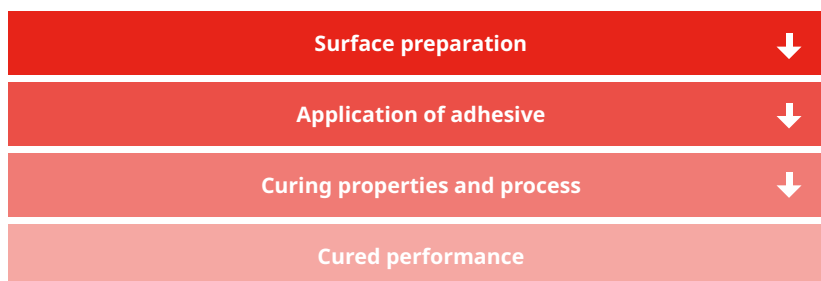 Surface preparation
Application of adhesive
Curing properties and process
Cured performance